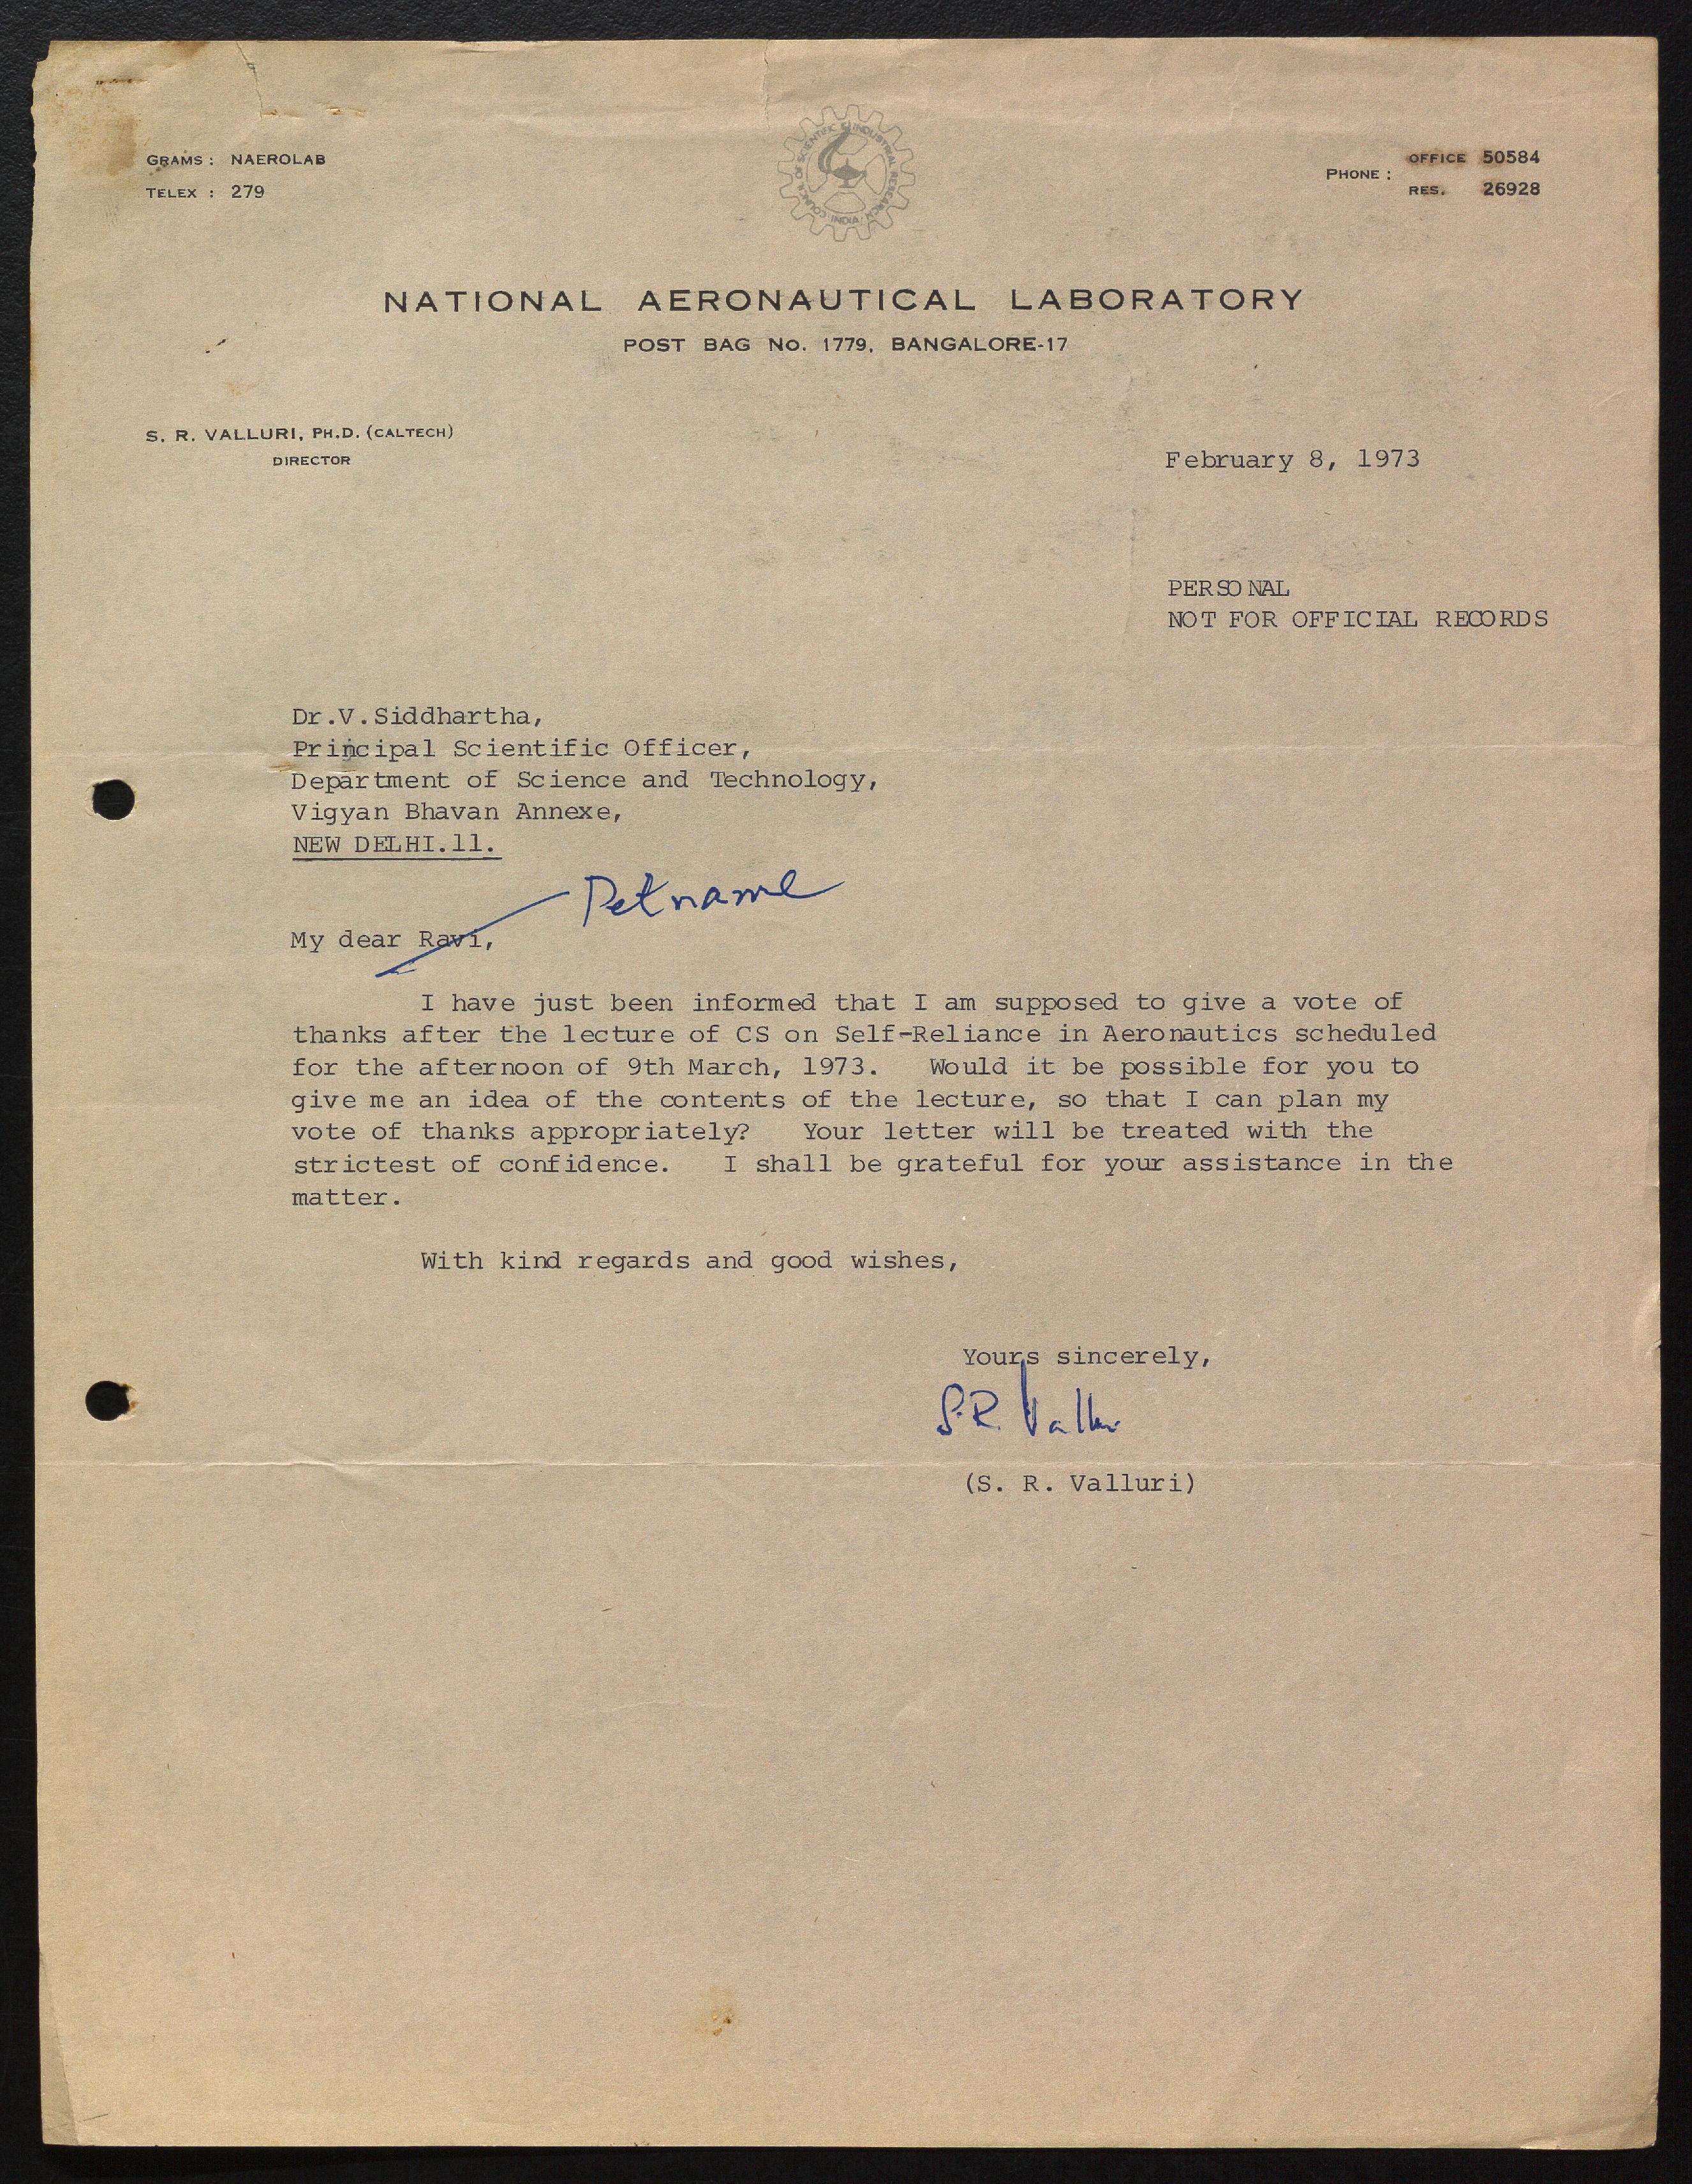 GRAMS : NAEROLAB
TELEX : 279
COUNCIL OF SCIENTIFIC & INDUSTRIAL RESEARCH
INDIA
PHONE : OFFICE 50584
RES. 26928
NATIONAL AERONAUTICAL LABORATORY
POST BAG No. 1779, BANGALORE-17
S. R. VALLURI, PH.D. (CALTECH)
DIRECTOR
February 8, 1973
PERSONAL
NOT FOR OFFICIAL RECORDS
Dr.V.Siddhartha,
Principal Scientific Officer,
Department of Science and Technology,
Vigyan Bhavan Annexe,
NEW DELHI.11.
Petname
My dear Ravi,
I have just been informed that I am supposed to give a vote of
thanks after the lecture of CS on Self-Reliance in Aeronautics scheduled
for the afternoon of 9th March, 1973. Would it be possible for you to
give me an idea of the contents of the lecture, so that I can plan my
vote of thanks appropriately? Your letter will be treated with the
strictest of confidence. I shall be grateful for your assistance in the
matter.
With kind regards and good wishes,
Yours sincerely,
S.R. Valluri
(S. R. Valluri)